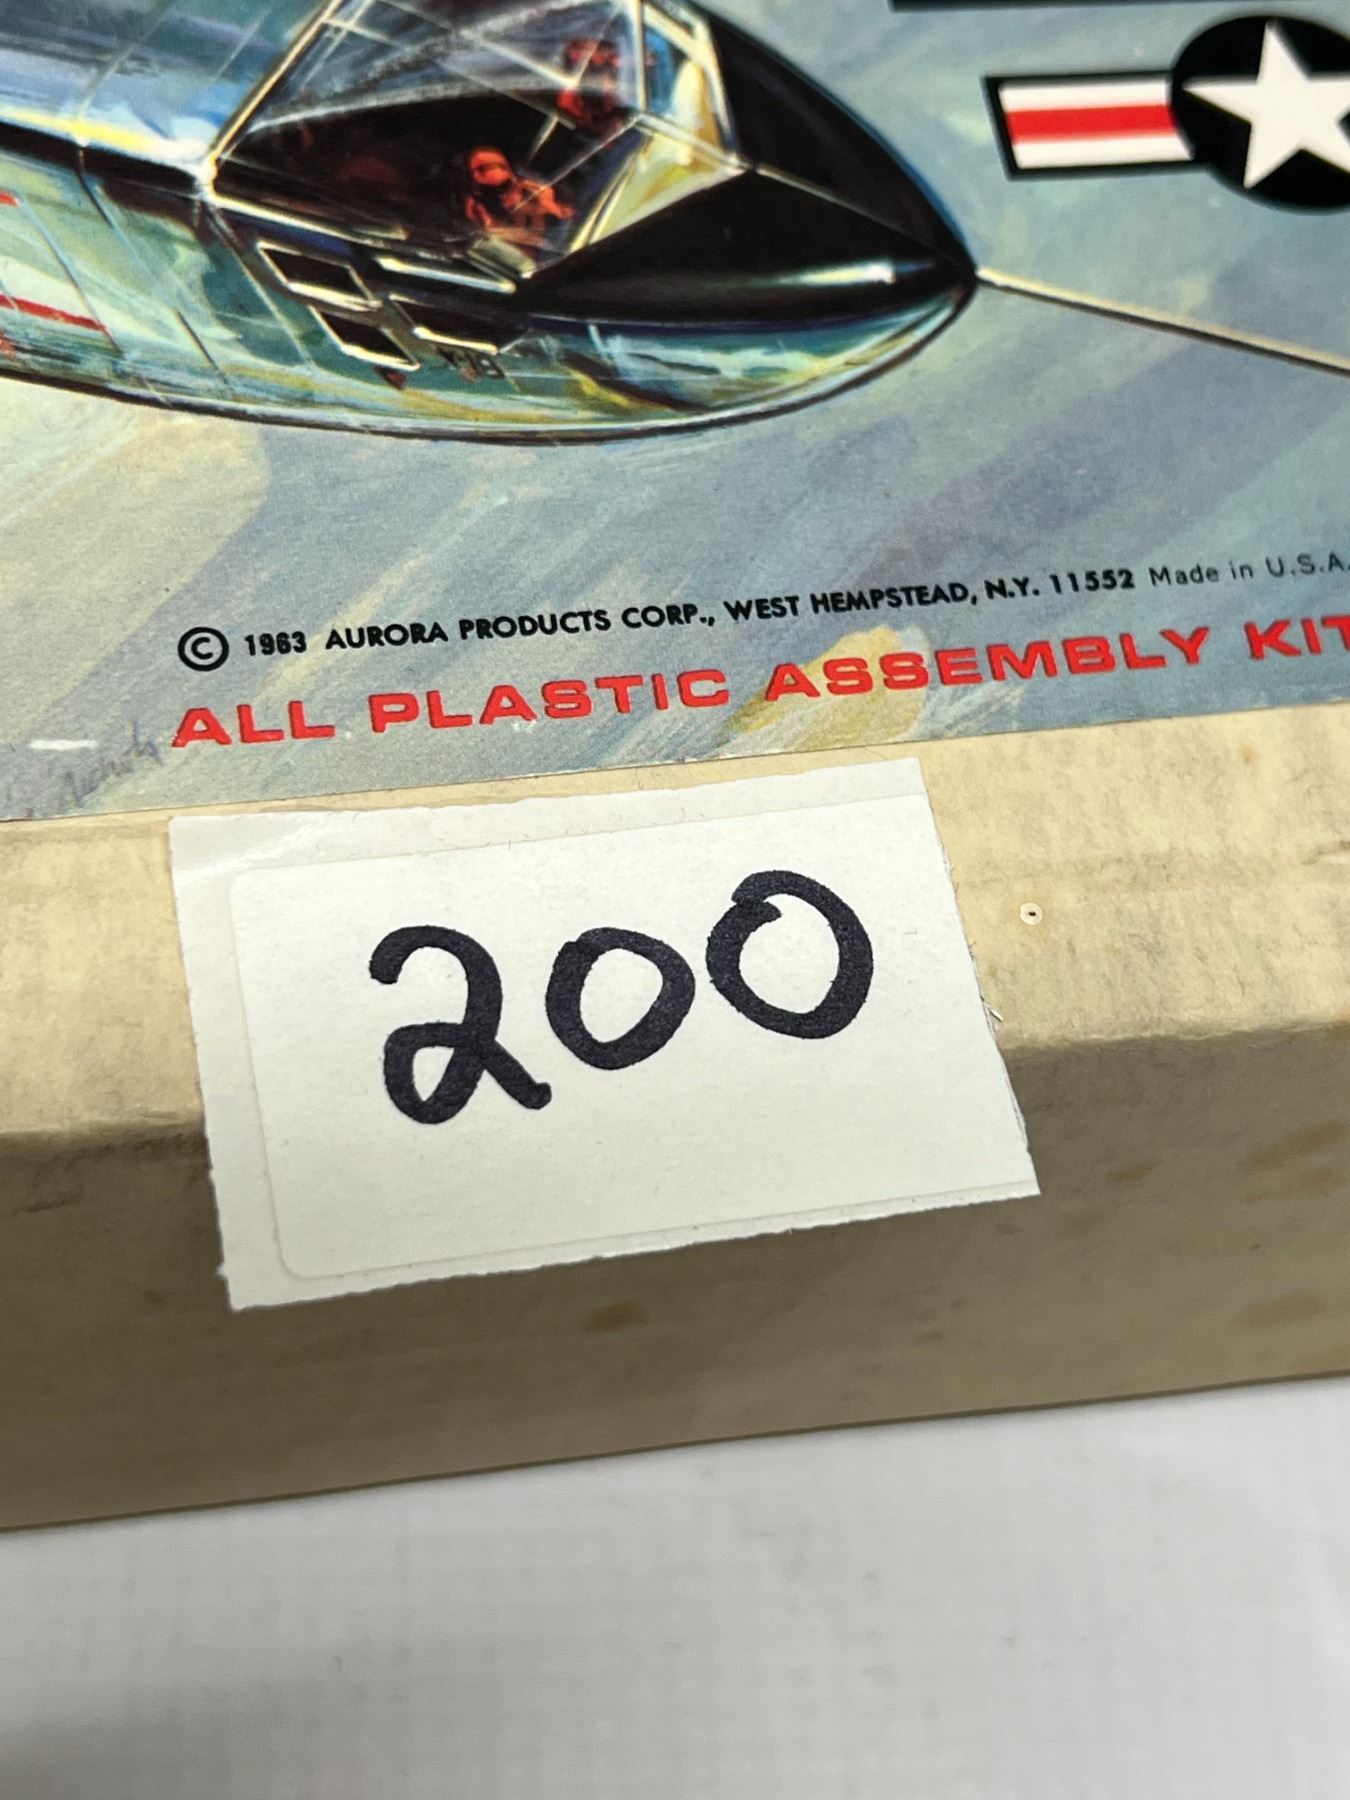 © 1963 AURORA PRODUCTS CORP., WEST HEMPSTEAD, N.Y. 11552 Made in U.S.A.
ALL PLASTIC ASSEMBLY KIT
200